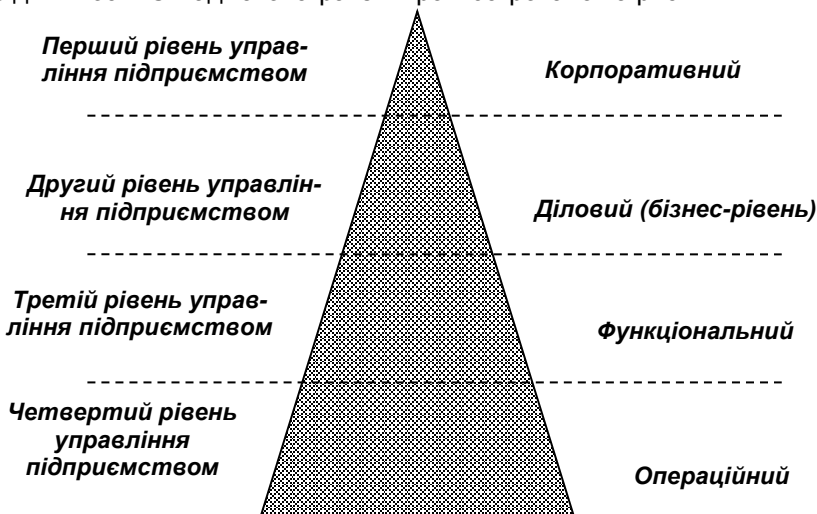 Перший рівень управ-
ління підприємством
Корпоративний
Другий рівень управлін-
ня підприємством
Діловий (бізнес-рівень)
Третій рівень управ-
ління підприємством
Функціональний
Четвертий рівень
управління
підприємством
Операційний